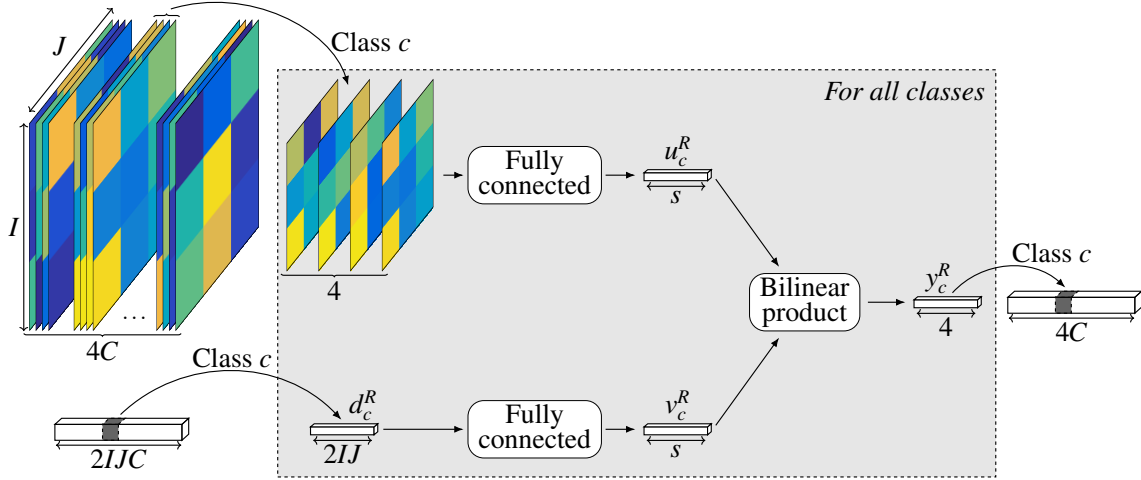 J
Class c
For all classes
I
Fully
connected
u_c^R
s
4
...
4C
Bilinear
product
y_c^R
4
Class c
4C
Class c
2IJC
d_c^R
2IJ
Fully
connected
v_c^R
s